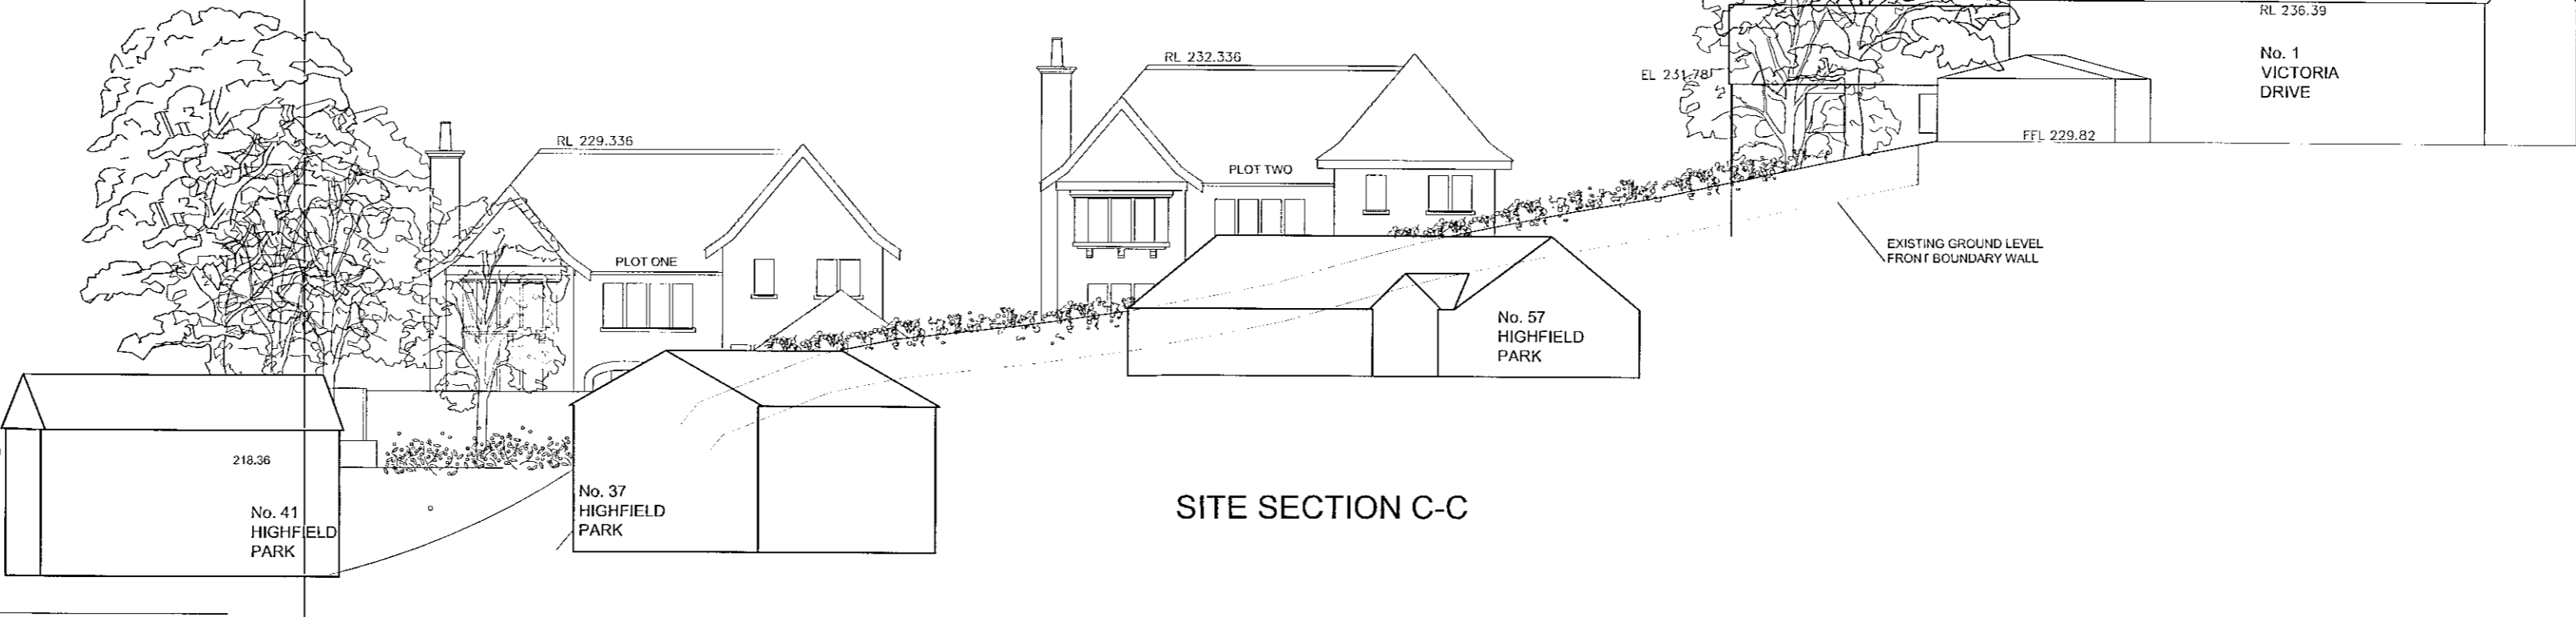 RL 236.39
No. 1
VICTORIA
DRIVE
RL 232.336
EL 231.78
FFL 229.82
RL 229.336
PLOT TWO
EXISTING GROUND LEVEL
FRONT BOUNDARY WALL
PLOT ONE
No. 57
HIGHFIELD
PARK
218.36
No. 41
HIGHFIELD
PARK
No. 37
HIGHFIELD
PARK
SITE SECTION C-C